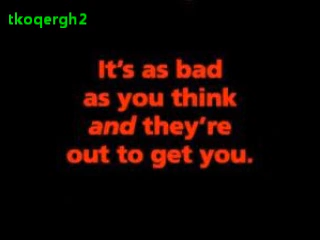 tkoqergh2
It's as bad
as you think
and they're
out to get you.